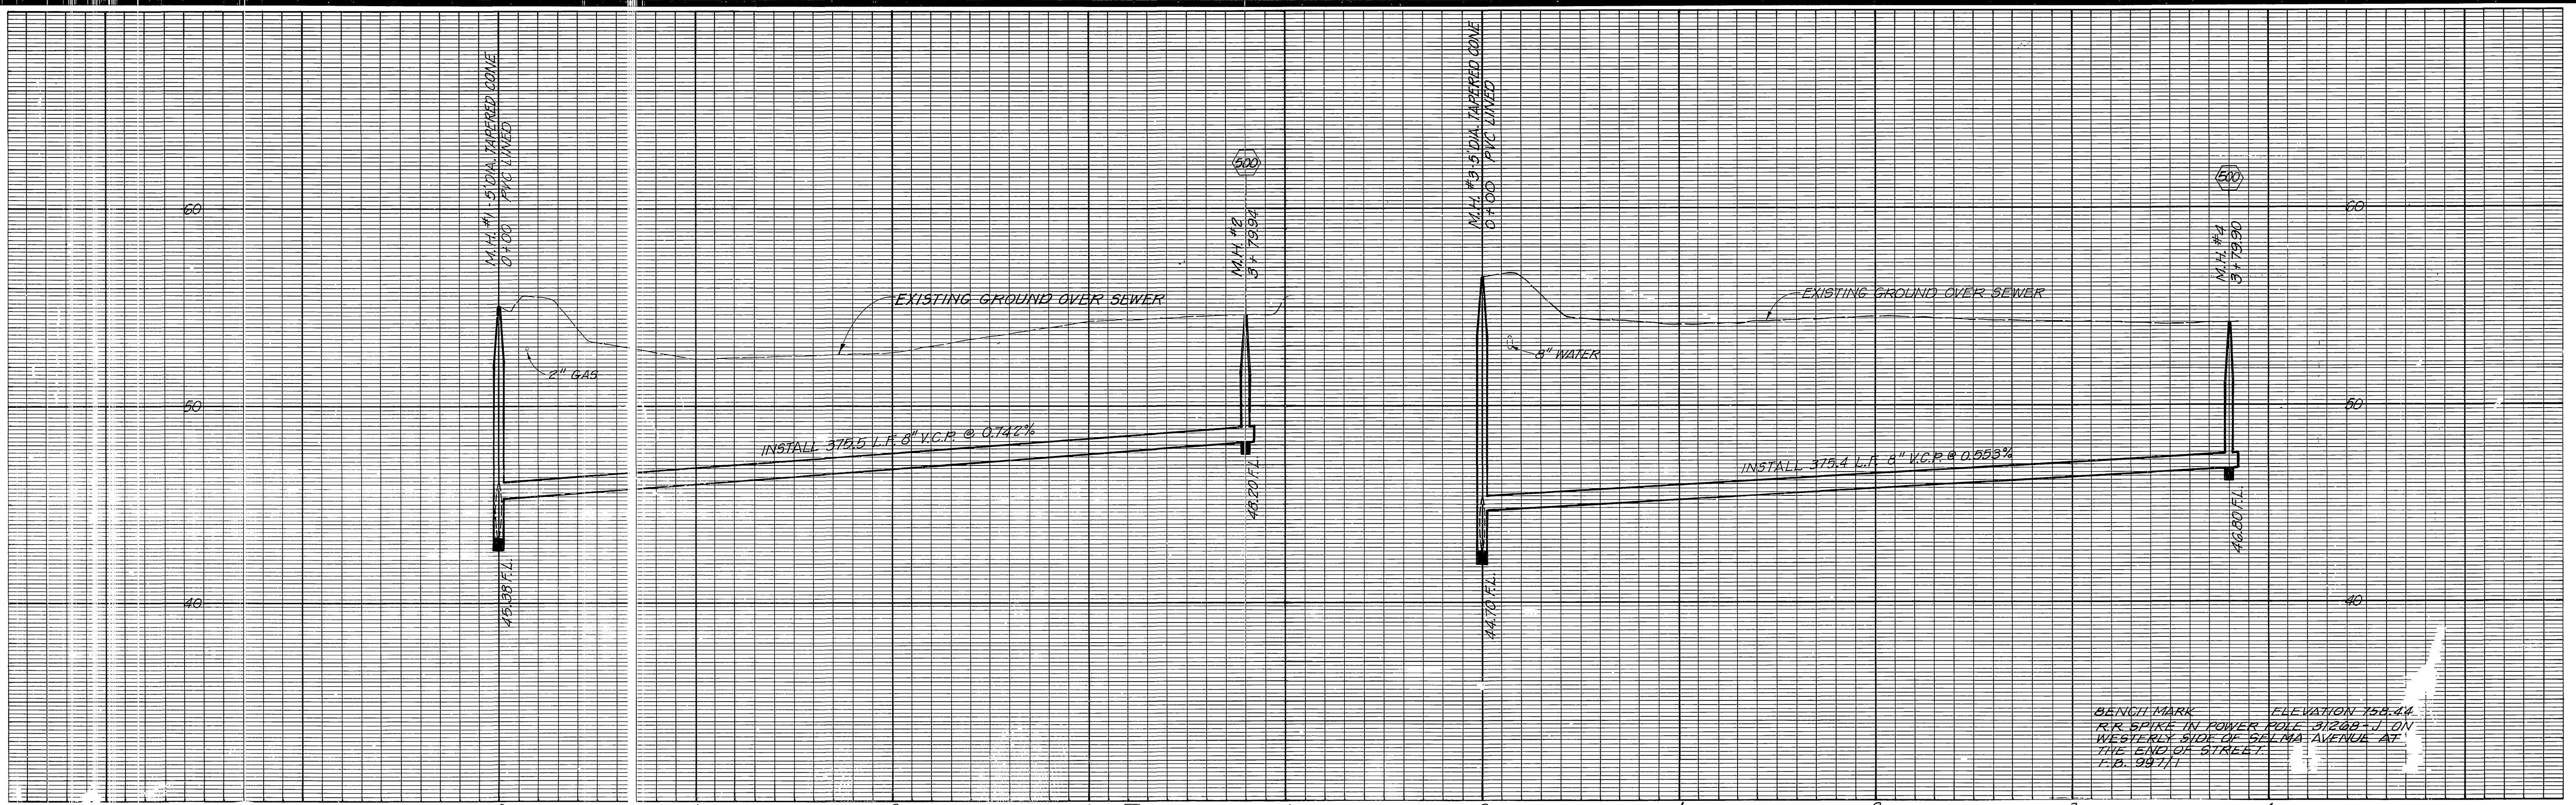 M.H. #1 - 5' DIA. TAPERED CONE
0+00 PVC LINED
500
M.H. #2
3+79.94
M.H. #3 - 5' DIA. TAPERED CONE
0+00 PVC LINED
500
M.H. #4
3+79.90
60
60
EXISTING GROUND OVER SEWER
EXISTING GROUND OVER SEWER
2" GAS
8" WATER
50
50
INSTALL 375.5 L.F. 8" V.C.P. @ 0.742%
INSTALL 375.4 L.F. 8" V.C.P. @ 0.553%
48.20 F.L.
46.80 F.L.
45.38 F.L.
44.70 F.L.
40
40
BENCH MARK ELEVATION 758.44
R.R. SPIKE IN POWER POLE 31268-J ON
WESTERLY SIDE OF SELMA AVENUE AT
THE END OF STREET.
F.B. 997/1